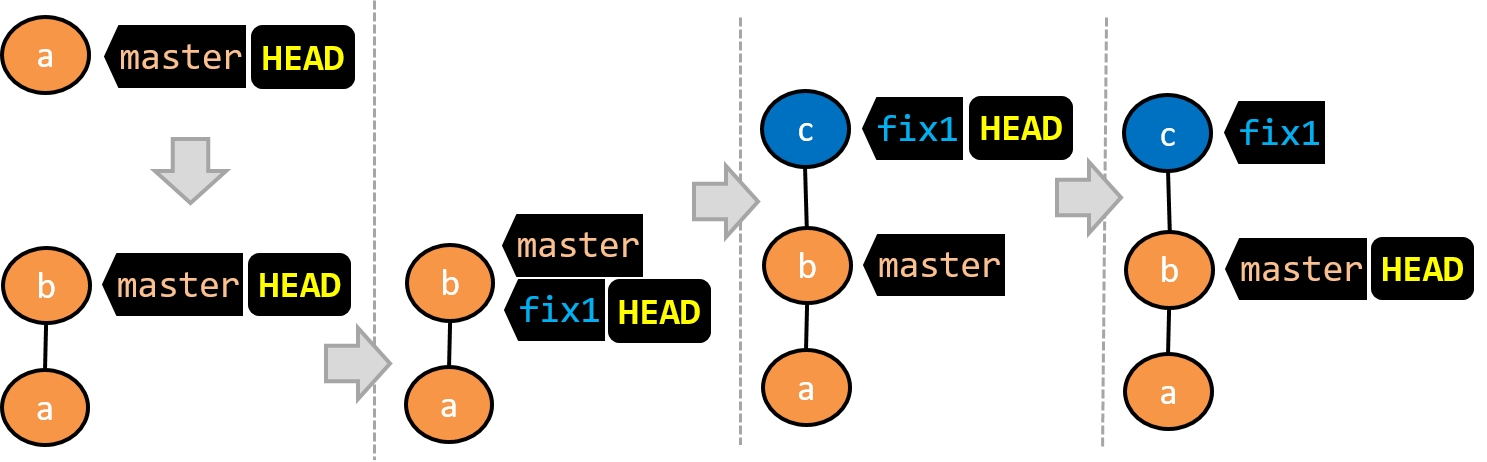 a master HEAD
b master HEAD
a
master
b
fix1 HEAD
a
c fix1 HEAD
b master
a
c fix1
b master HEAD
a